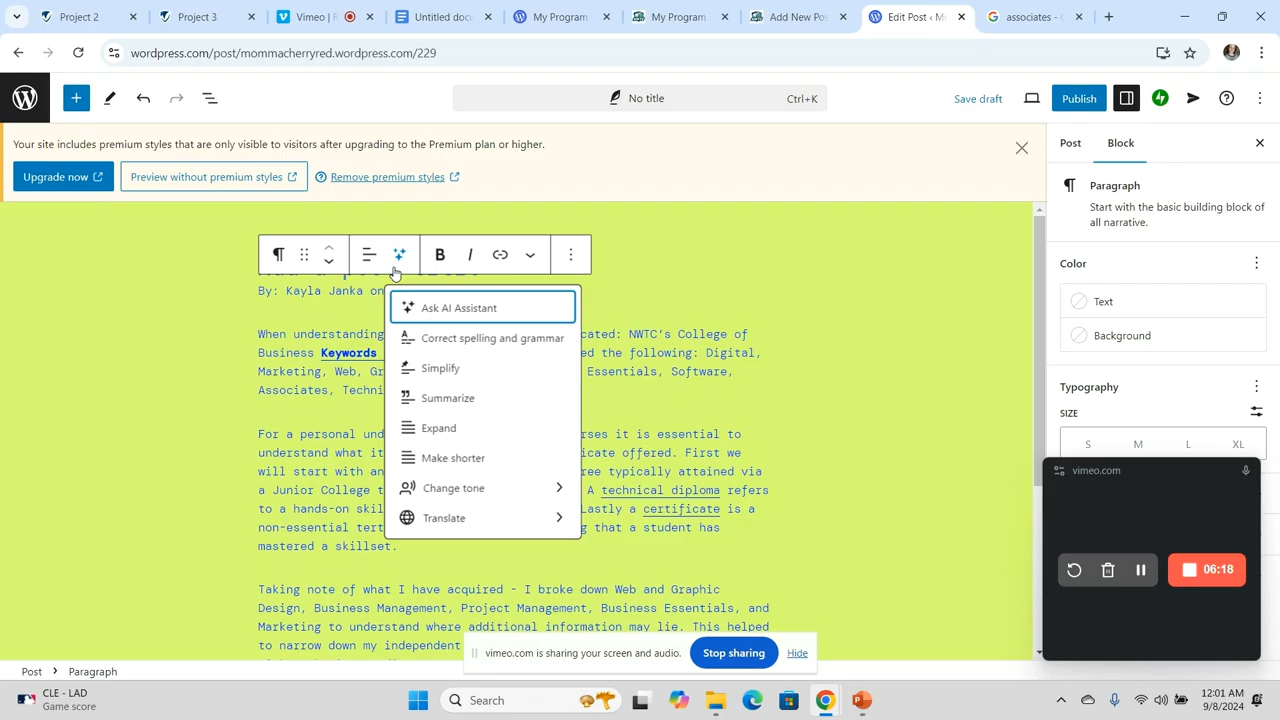 Project 2
Project 3
Vimeo | R
Untitled docu
My Program
My Program
Add New Po
Edit Post ‹ M
associates - G
wordpress.com/post/mommacherryred.wordpress.com/229
No title
Ctrl+K
Save draft
Publish
Your site includes premium styles that are only visible to visitors after upgrading to the Premium plan or higher.
Upgrade now
Preview without premium styles
Remove premium styles
Post
Block
Paragraph
Start with the basic building block of
all narrative.
Color
Text
Background
Typography
SIZE
S
M
L
XL
B
I
By: Kayla Janka on
Ask AI Assistant
Correct spelling and grammar
Simplify
Summarize
Expand
Make shorter
Change tone
Translate
When understanding cated: NWTC's College of
Business Keywords ed the following: Digital,
Marketing, Web, Gr Essentials, Software,
Associates, Techni
For a personal und rses it is essential to
understand what it icate offered. First we
will start with an ree typically attained via
a Junior College t A technical diploma refers
to a hands-on skil Lastly a certificate is a
non-essential tert ng that a student has
mastered a skillset.
Taking note of what I have acquired - I broke down Web and Graphic
Design, Business Management, Project Management, Business Essentials, and
Marketing to understand where additional information may lie. This helped
to narrow down my independent
vimeo.com
06:18
vimeo.com is sharing your screen and audio.
Stop sharing
Hide
Post
Paragraph
CLE - LAD
Game score
Search
12:01 AM
9/8/2024